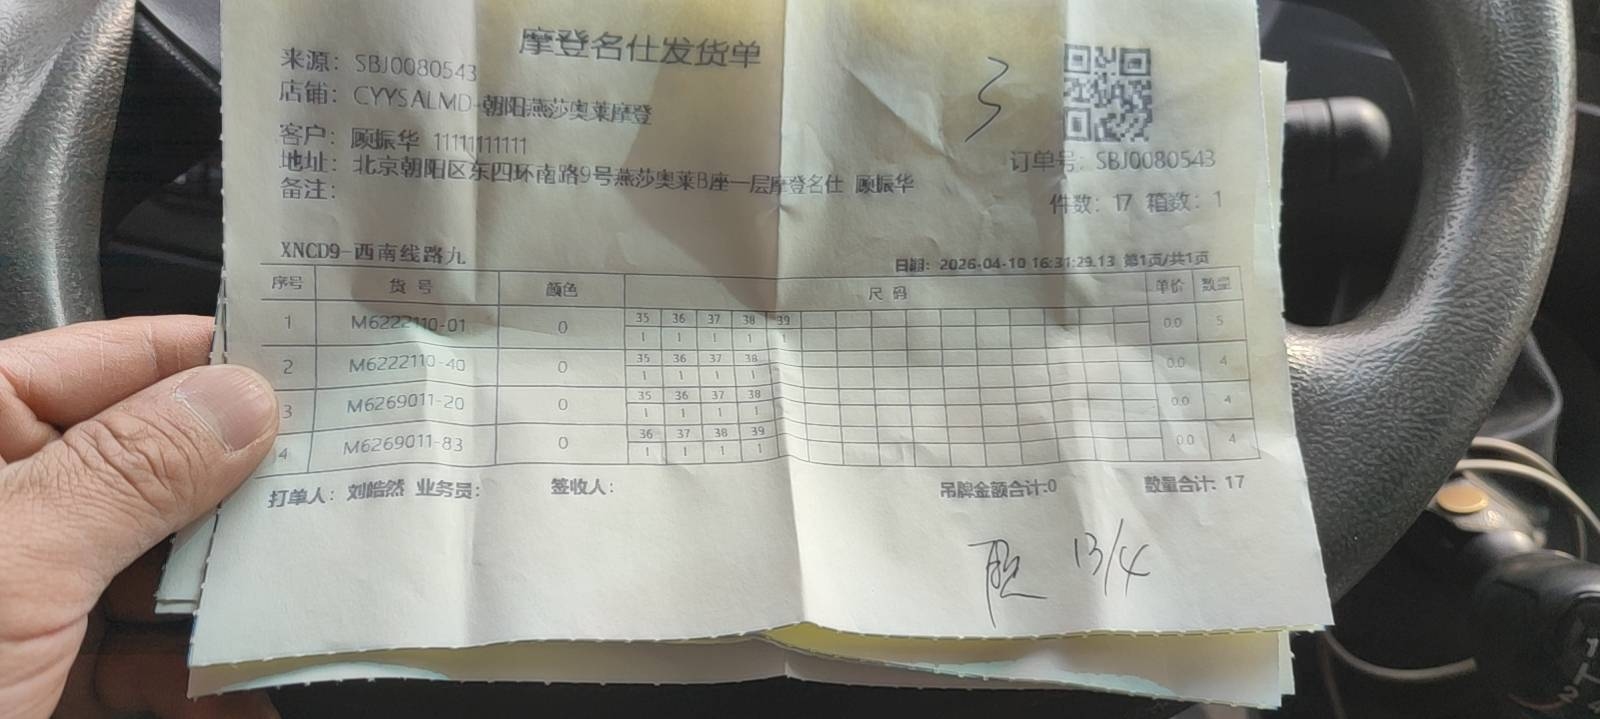 摩登名仕发货单
来源：SBJ0080543
3
店铺：CYYSALMD-朝阳燕莎奥莱摩登
客户：顾振华 11111111111
订单号：SBJ0080543
地址：北京朝阳区东四环南路9号燕莎奥莱B座一层摩登名仕 顾振华
备注：
件数：17 箱数：1
XNCD9-西南线路九
日期：2026-04-10 16:31:29.13 第1页/共1页
序号 货号 颜色 尺码 单价 数量
35 36 37 38 39
1 M6222110-01 0 0.0 5
1 1 1 1 1
35 36 37 38
2 M6222110-40 0 0.0 4
1 1 1 1
35 36 37 38
3 M6269011-20 0 0.0 4
1 1 1 1
36 37 38 39
4 M6269011-83 0 0.0 4
1 1 1 1
打单人：刘皓然 业务员： 签收人： 吊牌金额合计:0 数量合计：17
13/4
1
2